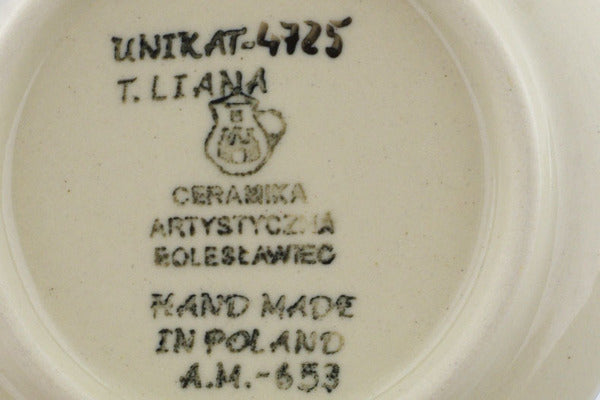 UNIKAT-4725
T. LIANA
CERAMIKA
ARTYSTYCZNA
BOLESŁAWIEC
HAND MADE
IN POLAND
A.M.-653